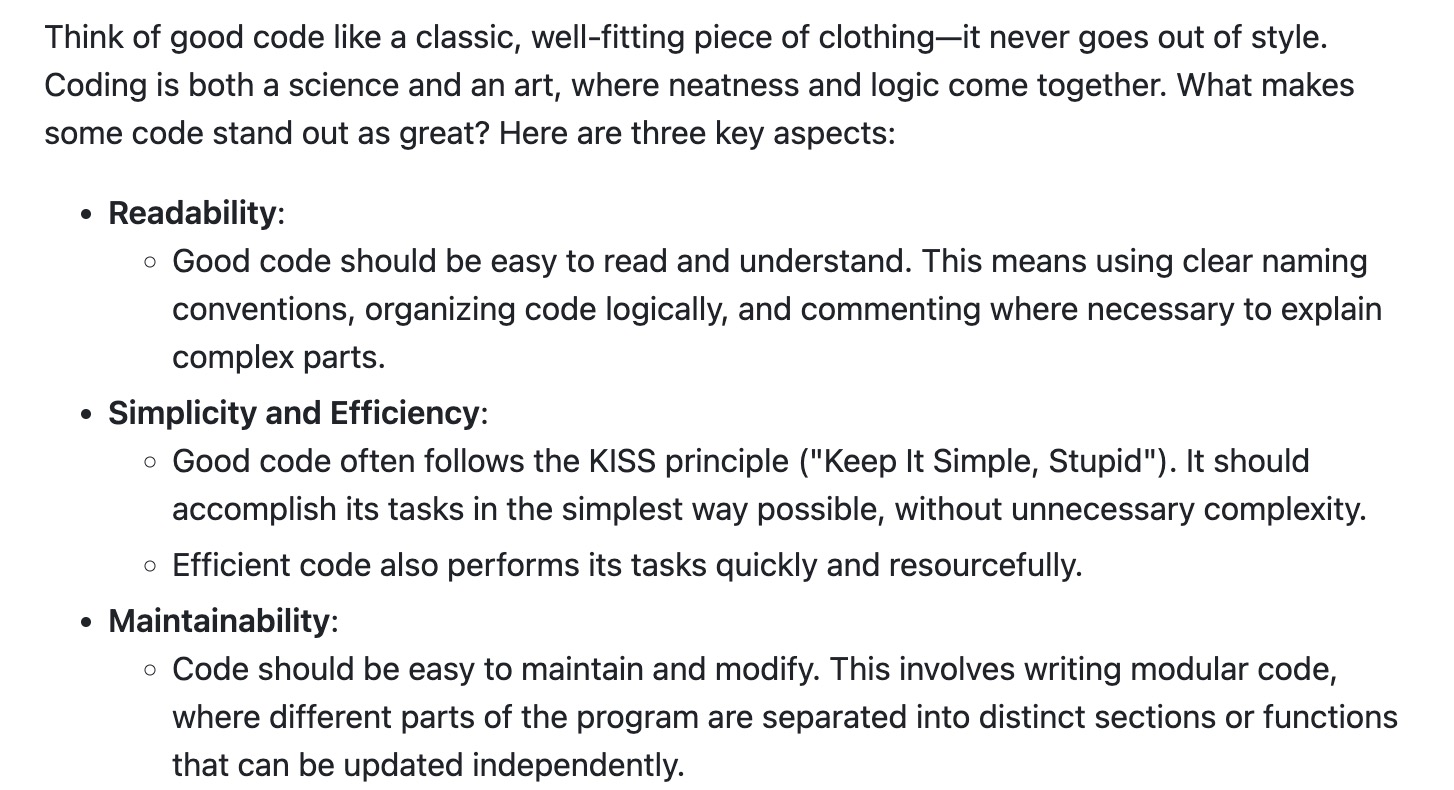 Think of good code like a classic, well-fitting piece of clothing—it never goes out of style.
Coding is both a science and an art, where neatness and logic come together. What makes
some code stand out as great? Here are three key aspects:
• Readability:
◦ Good code should be easy to read and understand. This means using clear naming
conventions, organizing code logically, and commenting where necessary to explain
complex parts.
• Simplicity and Efficiency:
◦ Good code often follows the KISS principle ("Keep It Simple, Stupid"). It should
accomplish its tasks in the simplest way possible, without unnecessary complexity.
◦ Efficient code also performs its tasks quickly and resourcefully.
• Maintainability:
◦ Code should be easy to maintain and modify. This involves writing modular code,
where different parts of the program are separated into distinct sections or functions
that can be updated independently.